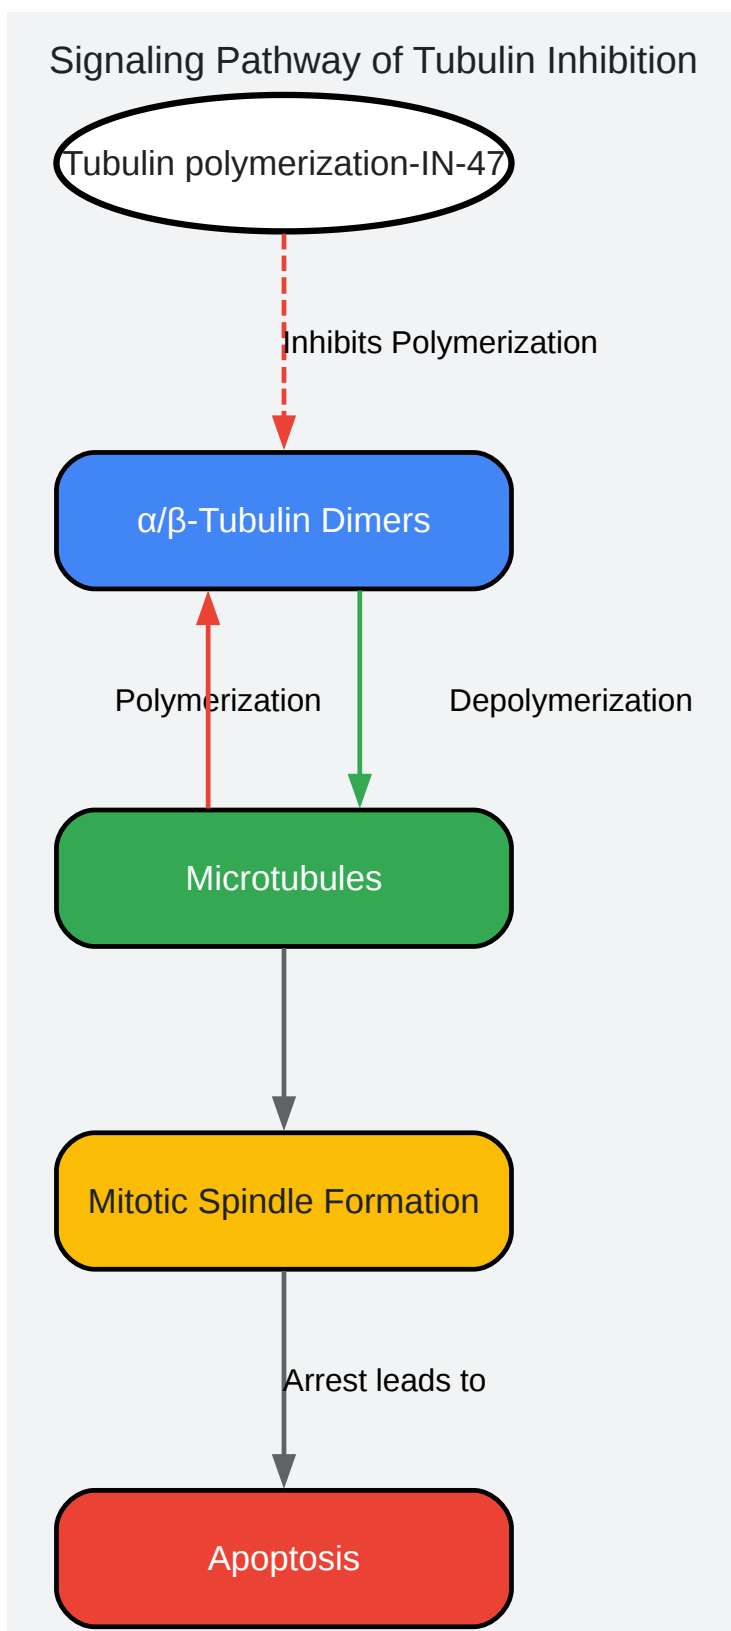 Signaling Pathway of Tubulin Inhibition
Tubulin polymerization-IN-47
Inhibits Polymerization
α/β-Tubulin Dimers
Polymerization
Depolymerization
Microtubules
Mitotic Spindle Formation
Arrest leads to
Apoptosis